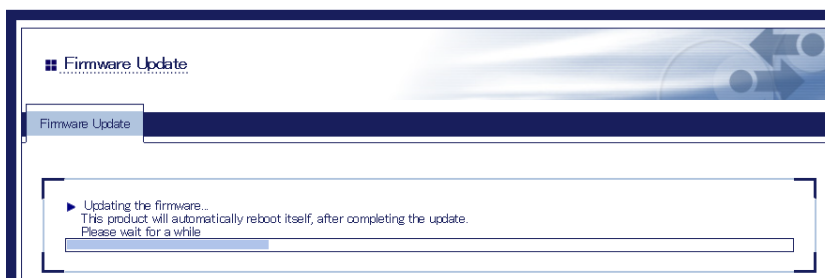 Firmware Update
Firmware Update
Updating the firmware...
This product will automatically reboot itself, after completing the update.
Please wait for a while